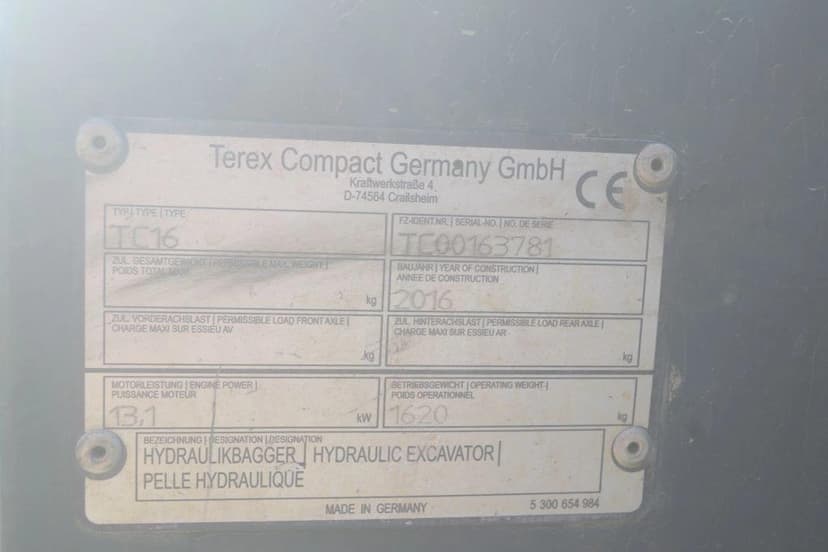 Terex Compact Germany GmbH
Kraftwerkstraße 4
D-74564 Crailsheim
CE
TYP | TYPE | TYPE
TC16
FZ-IDENT.NR. | SERIAL-NO. | NO. DE SERIE
TC00163781
ZUL. GESAMTGEWICHT | PERMISSIBLE MAX. WEIGHT |
POIDS TOTAL MAXI
kg
BAUJAHR | YEAR OF CONSTRUCTION |
ANNEE DE CONSTRUCTION
2016
ZUL. VORDERACHSLAST | PERMISSIBLE LOAD FRONT AXLE |
CHARGE MAXI SUR ESSIEU AV
kg
ZUL. HINTERACHSLAST | PERMISSIBLE LOAD REAR AXLE |
CHARGE MAXI SUR ESSIEU AR
kg
MOTORLEISTUNG | ENGINE POWER |
PUISSANCE MOTEUR
13,1 kW
BETRIEBSGEWICHT | OPERATING WEIGHT |
POIDS OPERATIONNEL
1620 kg
BEZEICHNUNG | DESIGNATION | DESIGNATION
HYDRAULIKBAGGER | HYDRAULIC EXCAVATOR |
PELLE HYDRAULIQUE
MADE IN GERMANY
5 300 654 984